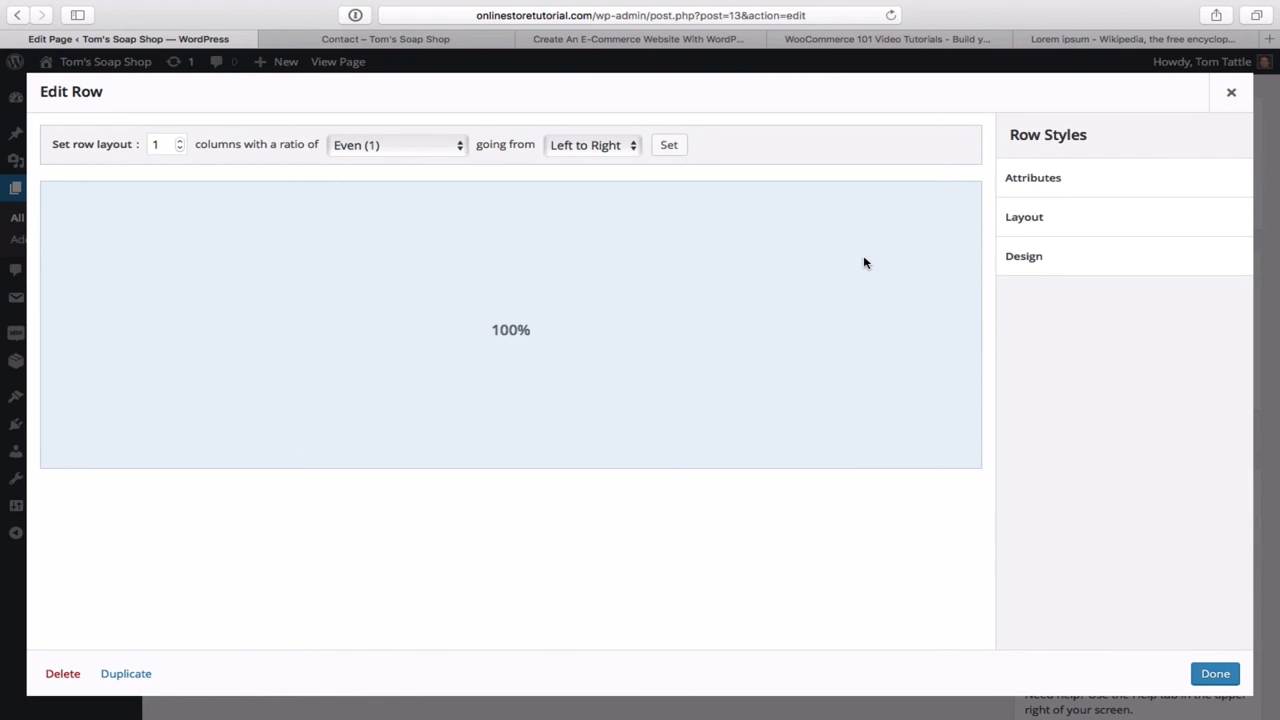 onlinestoretutorial.com/wp-admin/post.php?post=13&action=edit
Edit Page ‹ Tom's Soap Shop — WordPress
Contact – Tom's Soap Shop
Create An E-Commerce Website With WordP...
WooCommerce 101 Video Tutorials - Build y...
Lorem ipsum - Wikipedia, the free encyclop...
Tom's Soap Shop
1
0
New
View Page
Howdy, Tom Tattle
Edit Row
Set row layout :
1
columns with a ratio of
Even (1)
going from
Left to Right
Set
Row Styles
Attributes
Layout
Design
All
100%
Delete
Duplicate
Done
Need help? Use the Help tab in the upper
right of your screen.